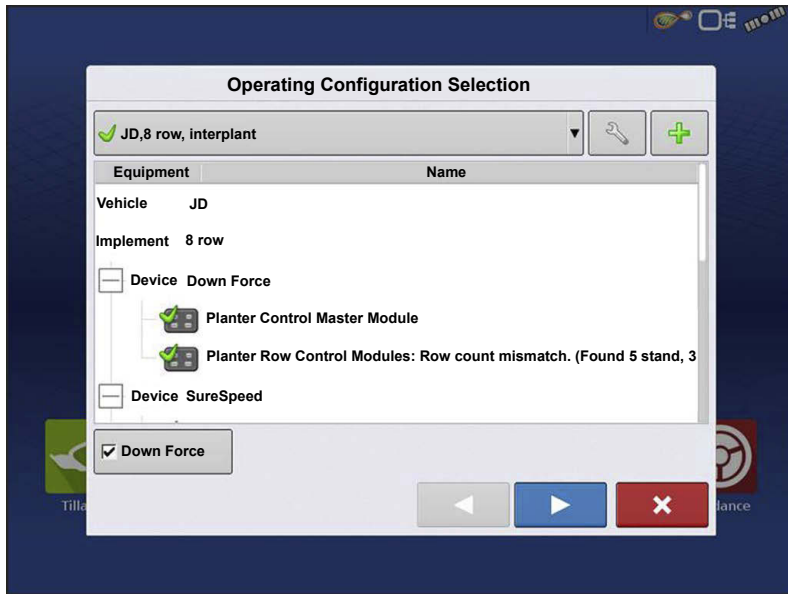 Operating Configuration Selection
JD,8 row, interplant
Equipment Name
Vehicle JD
Implement 8 row
Device Down Force
Planter Control Master Module
Planter Row Control Modules: Row count mismatch. (Found 5 stand, 3
Device SureSpeed
Down Force
Tilla
dance